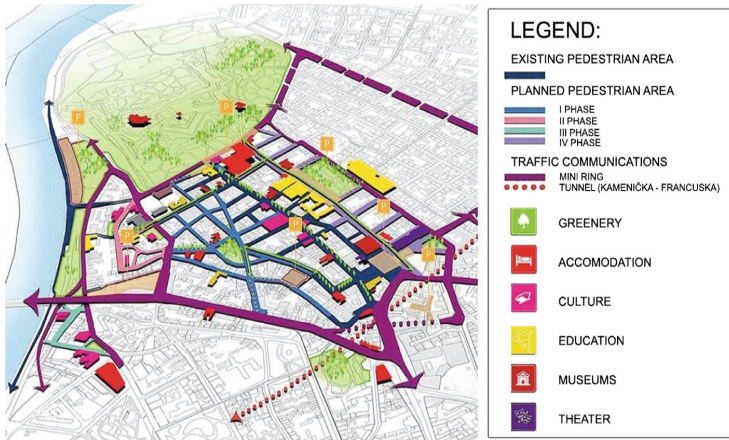 P
P
P
P
P
P
P
LEGEND:
EXISTING PEDESTRIAN AREA
PLANNED PEDESTRIAN AREA
I PHASE
II PHASE
III PHASE
IV PHASE
TRAFFIC COMMUNICATIONS
MINI RING
TUNNEL (KAMENIČKA - FRANCUSKA)
GREENERY
ACCOMODATION
CULTURE
EDUCATION
MUSEUMS
THEATER